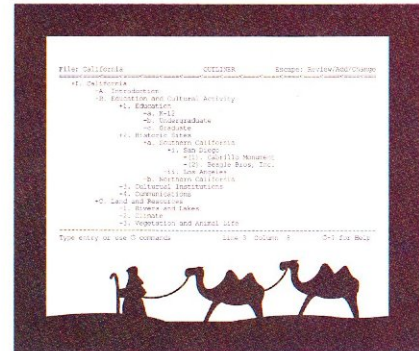 File: California OUTLINER Escape: Review/Add/Change
+I. California
-A. Introduction
-B. Education and Cultural Activity
+1. Education
-a. K-12
-b. Undergraduate
-c. Graduate
+2. Historic Sites
-a. Southern California
+i. San Diego
+(1). Cabrillo Monument
+(2). Beagle Bros, Inc.
-ii. Los Angeles
-b. Northern California
-3. Cultural Institutions
-4. Communications
+C. Land and Resources
-1. Rivers and Lakes
-2. Climate
-3. Vegetation and Animal Life
Type entry or use commands Line 3 Column 6 for Help